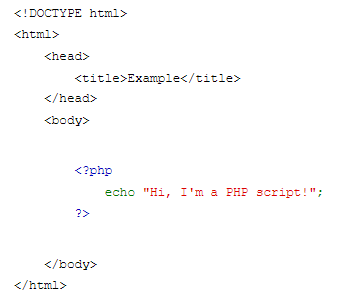 <!DOCTYPE html>
<html>
    <head>
        <title>Example</title>
    </head>
    <body>

        <?php
            echo "Hi, I'm a PHP script!";
        ?>

    </body>
</html>